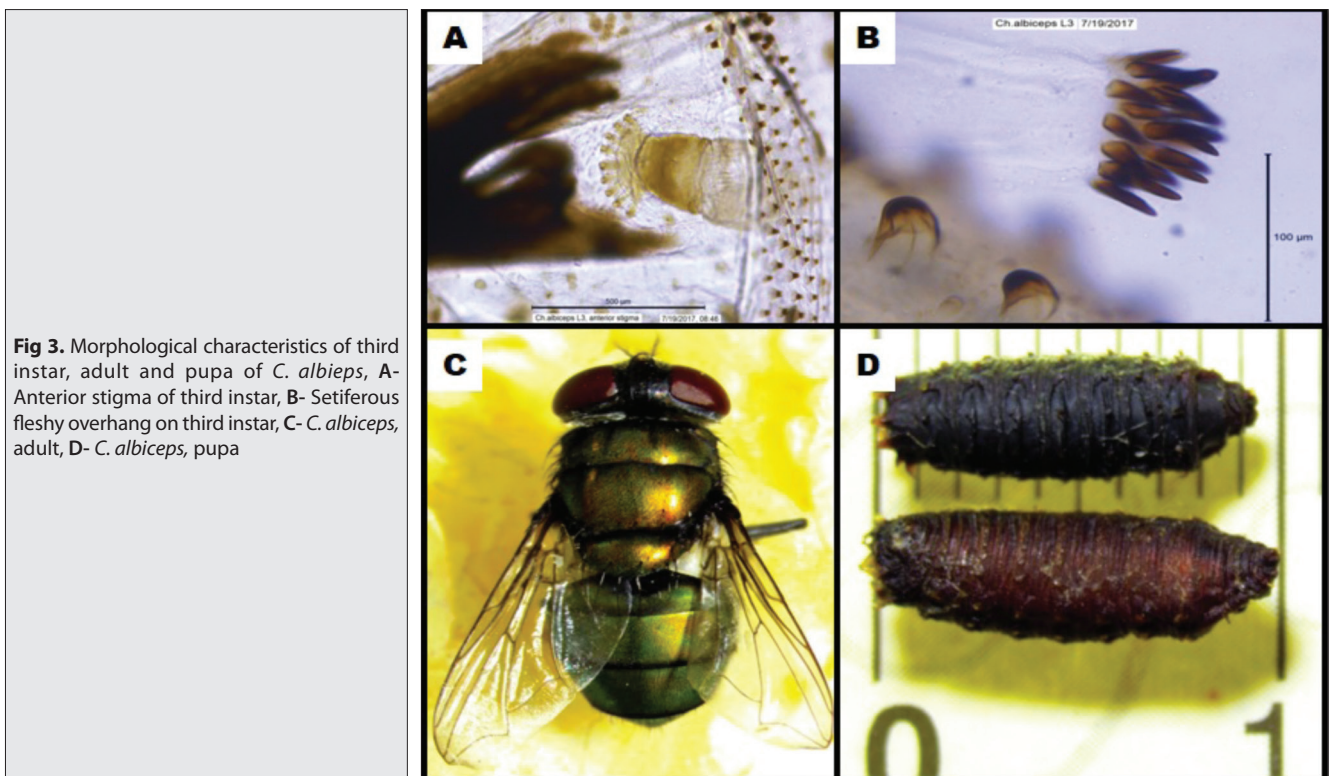 Fig 3. Morphological characteristics of third
instar, adult and pupa of C. albieps, A-
Anterior stigma of third instar, B- Setiferous
fleshy overhang on third instar, C- C. albiceps,
adult, D- C. albiceps, pupa
A
500 µm
Ch.albiceps L3, anterior stigma 7/19/2017, 08:48
B
Ch.albiceps L3 7/19/2017
100 µm
C
D
0 1